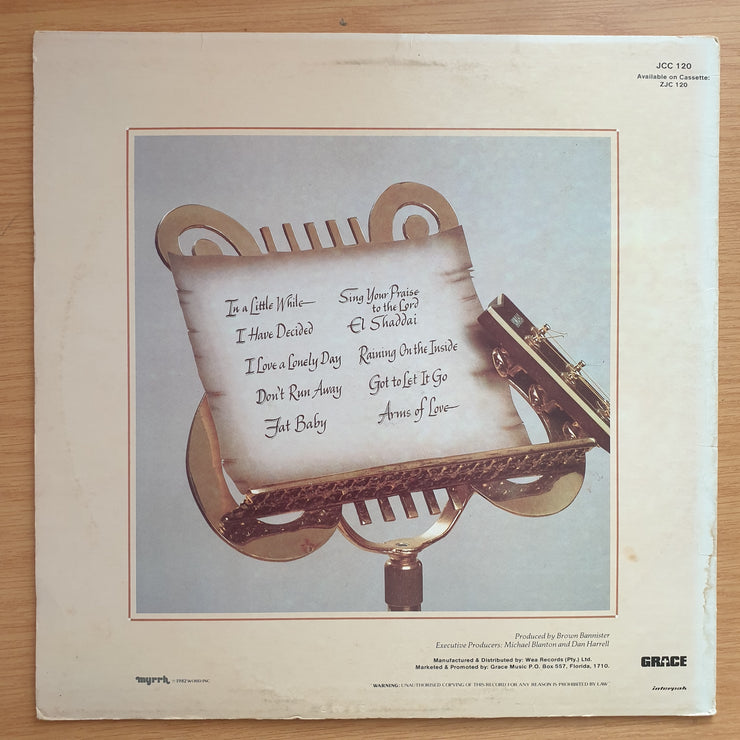 JCC 120
Available on Cassette:
ZJC 120
In a Little While
I Have Decided
I Love a Lonely Day
Don't Run Away
Fat Baby
Sing Your Praise
to the Lord
El Shaddai
Raining On the Inside
Got to Let It Go
Arms of Love
Produced by Brown Bannister
Executive Producers: Michael Blanton and Dan Harrell
Manufactured & Distributed by: Wea Records (Pty.) Ltd.
Marketed & Promoted by: Grace Music P.O. Box 557, Florida, 1710.
GRACE
myrrh © 1982 WORD INC
WARNING: UNAUTHORISED COPYING OF THIS RECORD FOR ANY REASON IS PROHIBITED BY LAW
interpak